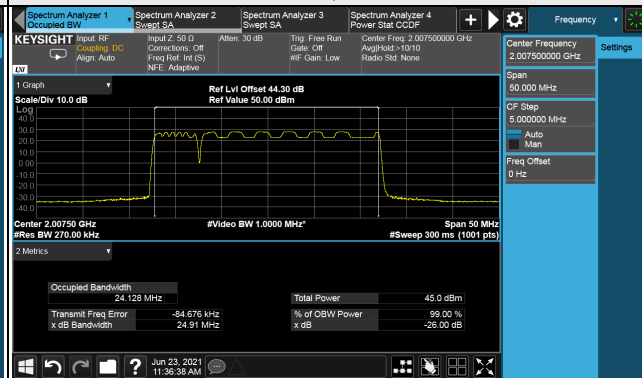 Spectrum Analyzer 1
Occupied BW
Spectrum Analyzer 2
Swept SA
Spectrum Analyzer 3
Swept SA
Spectrum Analyzer 4
Power Stat CCDF
+
Frequency
KEYSIGHT
Input: RF
Coupling: DC
Align: Auto
Input Z: 50 Ω
Corrections: Off
Freq Ref: Int (S)
NFE: Adaptive
Atten: 30 dB
Trig: Free Run
Gate: Off
#IF Gain: Low
Center Freq: 2.007500000 GHz
Avg|Hold:>10/10
Radio Std: None
LXI
Center Frequency
2.007500000 GHz
Settings
Span
50.000 MHz
CF Step
5.000000 MHz
Auto
Man
Freq Offset
0 Hz
1 Graph
Scale/Div 10.0 dB
Ref Lvl Offset 44.30 dB
Ref Value 50.00 dBm
Log
40.0
30.0
20.0
10.0
0.00
-10.0
-20.0
-30.0
-40.0
Center 2.00750 GHz
#Res BW 270.00 kHz
#Video BW 1.0000 MHz*
Span 50 MHz
#Sweep 300 ms (1001 pts)
2 Metrics
Occupied Bandwidth
24.128 MHz
Total Power
45.0 dBm
Transmit Freq Error
-84.676 kHz
% of OBW Power
99.00 %
x dB Bandwidth
24.91 MHz
x dB
-26.00 dB
?
Jun 23, 2021
11:36:38 AM